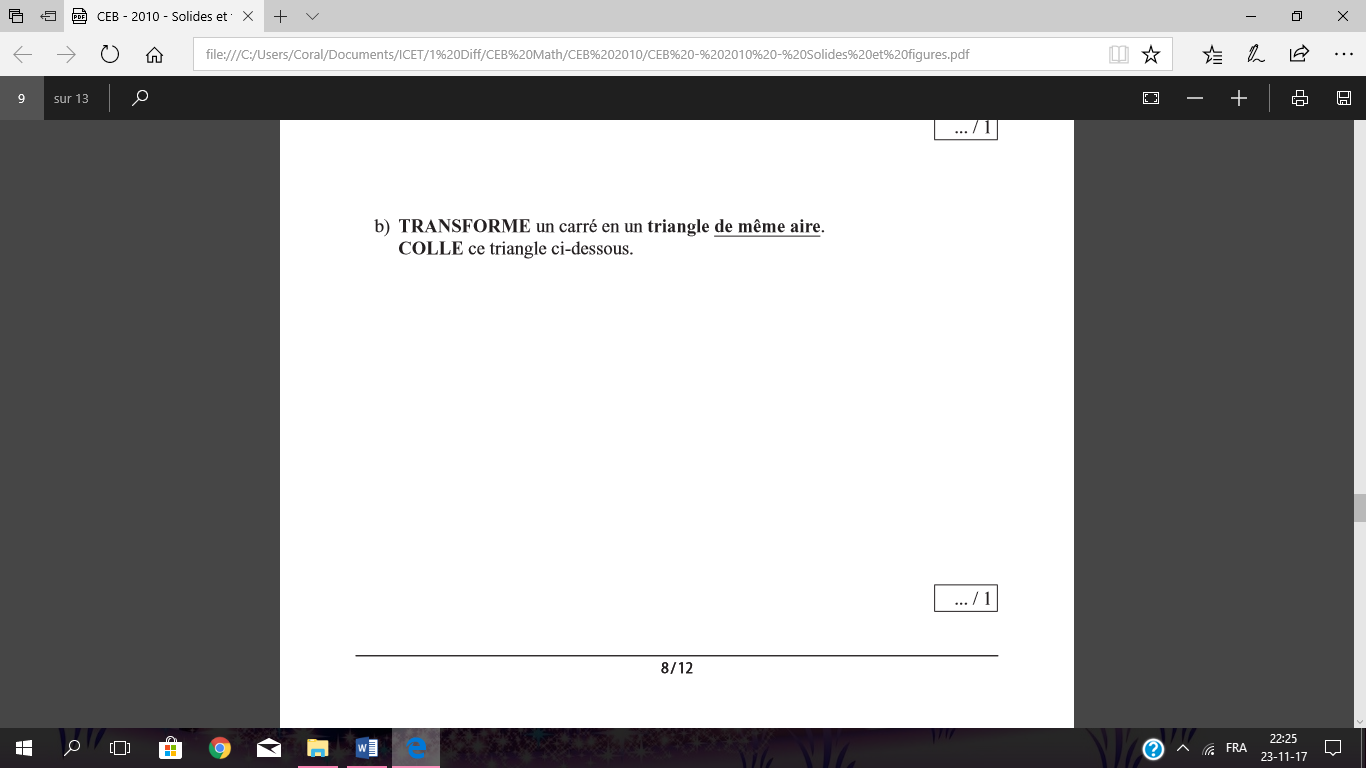 CEB - 2010 - Solides et
file:///C:/Users/Coral/Documents/ICET/1%20Diff/CEB%20Math/CEB%202010/CEB%20-%202010%20-%20Solides%20et%20figures.pdf
9 sur 13
... / 1
b) TRANSFORME un carré en un triangle de même aire.
COLLE ce triangle ci-dessous.
... / 1
8/12
FRA
22:25
23-11-17